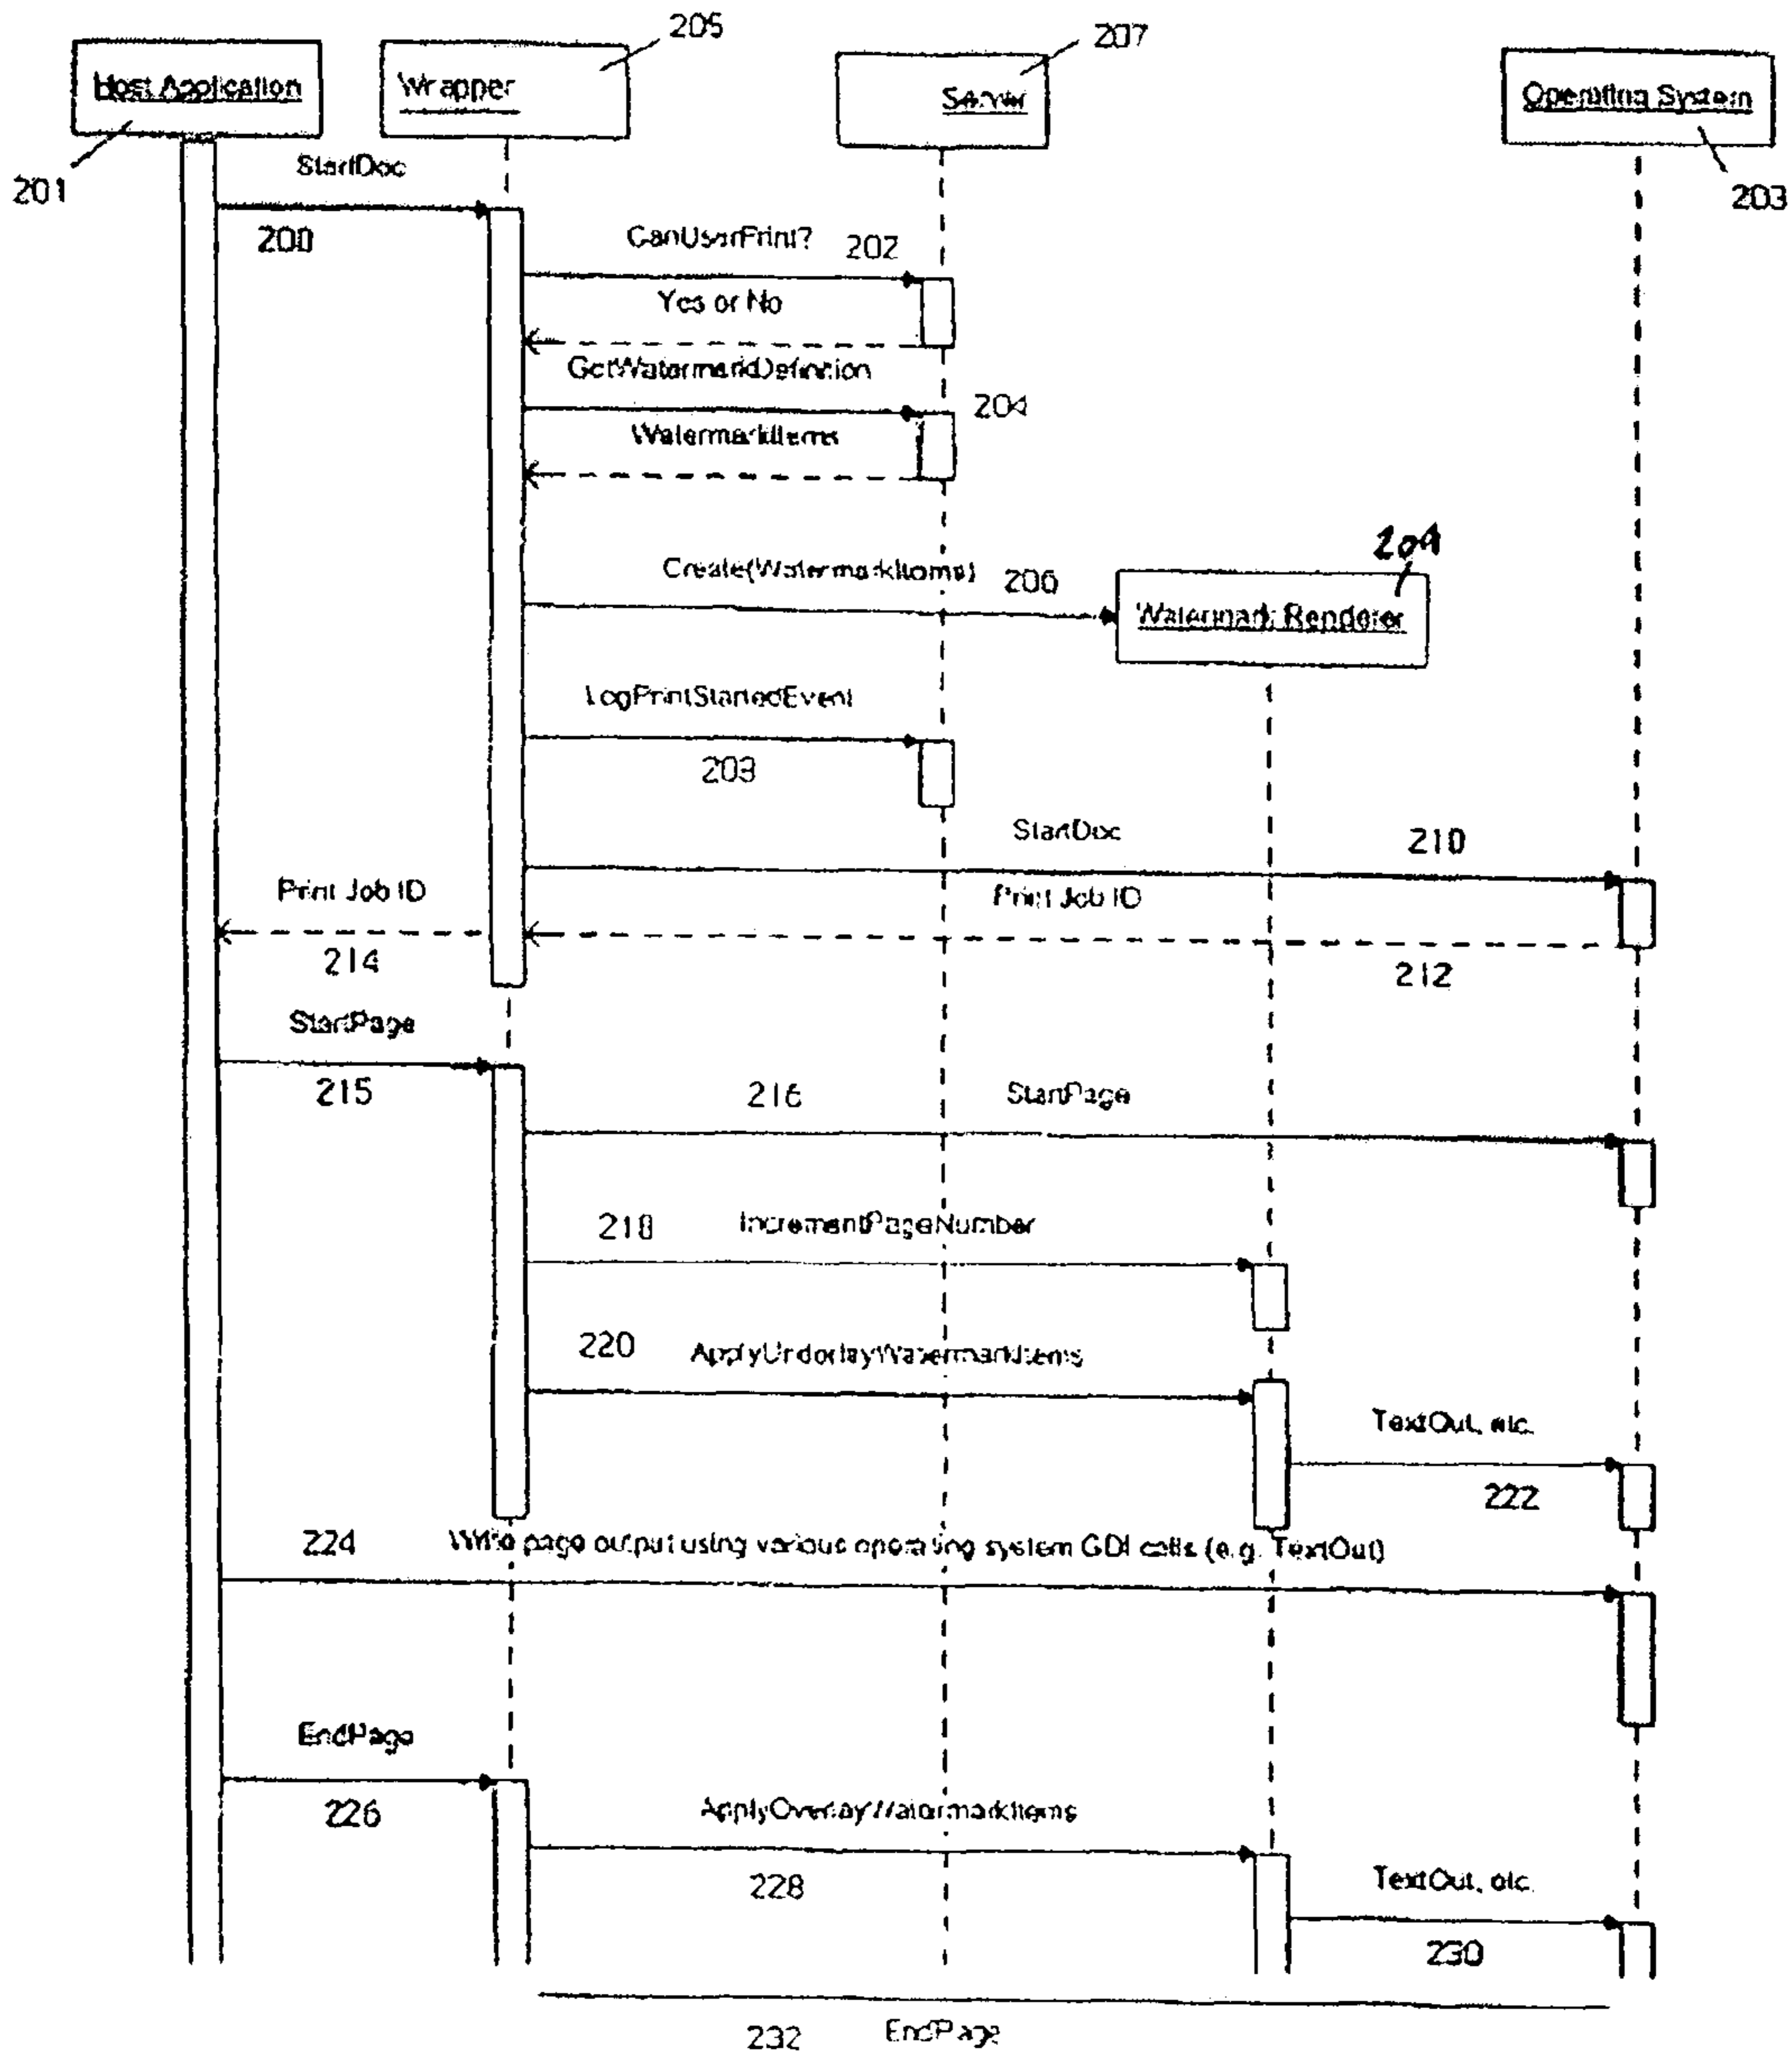 205
207
Host Application
Wrapper
Server
Operating System
201
203
StartDoc
200
CanUserPrint?
202
Yes or No
GetWatermarkDefinition
204
WatermarkItems
Create(WatermarkItems)
206
209
Watermark Renderer
LogPrintStartedEvent
208
StartDoc
210
Print Job ID
Print Job ID
214
212
StartPage
215
216
StartPage
218
IncrementPageNumber
220
ApplyUnderlayWatermarkItems
TextOut, etc.
222
224
Write page output using various operating system GDI calls (e.g. TextOut)
EndPage
226
ApplyOverlayWatermarkItems
228
TextOut, etc.
230
232
EndPage